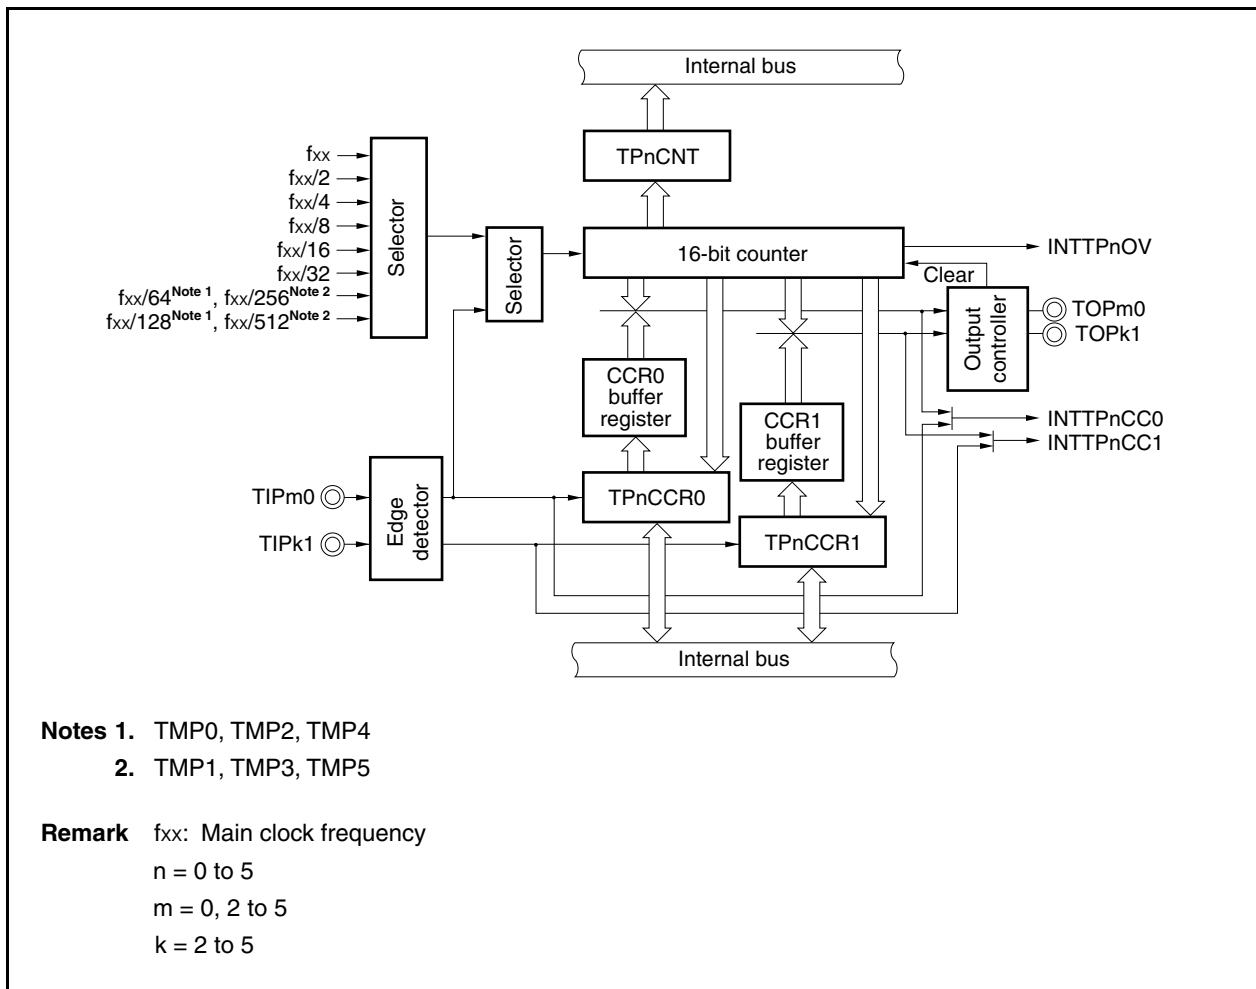 Internal bus
TPnCNT
fxx
fxx/2
fxx/4
fxx/8
fxx/16
fxx/32
fxx/64Note 1, fxx/256Note 2
fxx/128Note 1, fxx/512Note 2
Selector
Selector
16-bit counter
INTTPnOV
Clear
Output
controller
TOPm0
TOPk1
CCR0
buffer
register
CCR1
buffer
register
INTTPnCC0
INTTPnCC1
TIPm0
TIPk1
Edge
detector
TPnCCR0
TPnCCR1
Internal bus
Notes 1. TMP0, TMP2, TMP4
2. TMP1, TMP3, TMP5
Remark fxx: Main clock frequency
n = 0 to 5
m = 0, 2 to 5
k = 2 to 5